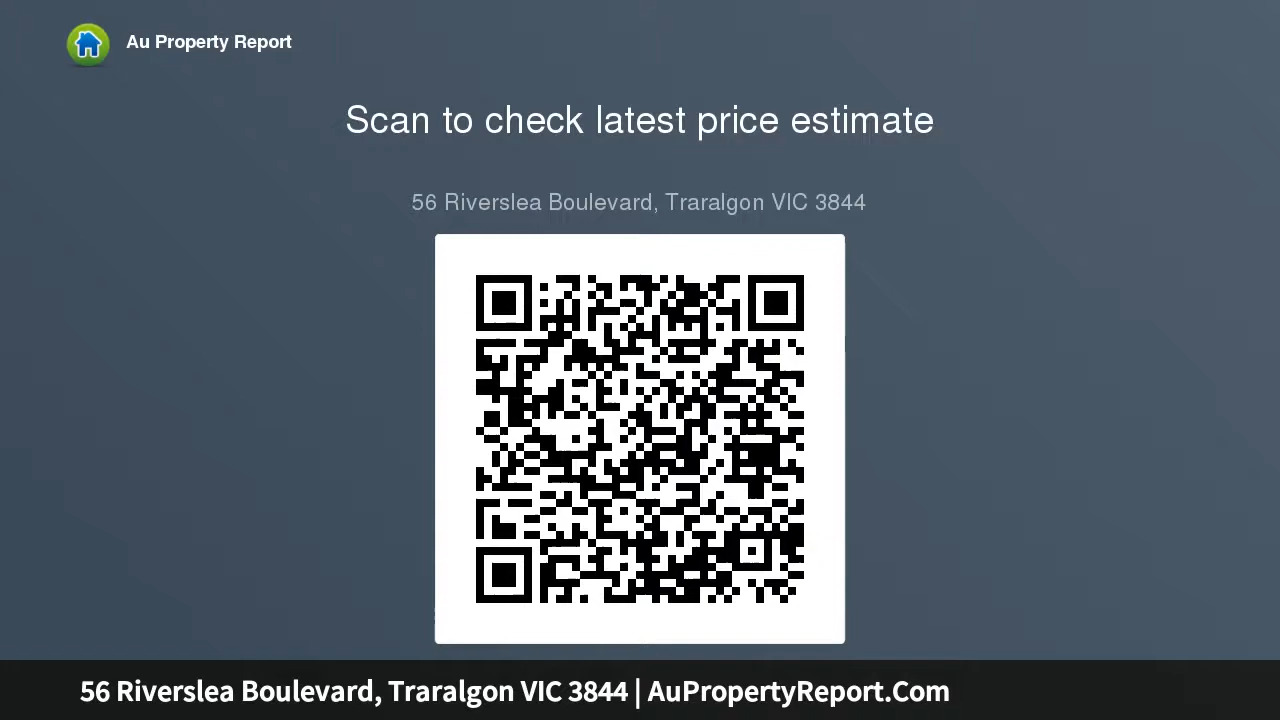 Au Property Report
Scan to check latest price estimate
56 Riverslea Boulevard, Traralgon VIC 3844
56 Riverslea Boulevard, Traralgon VIC 3844 | AuPropertyReport.Com